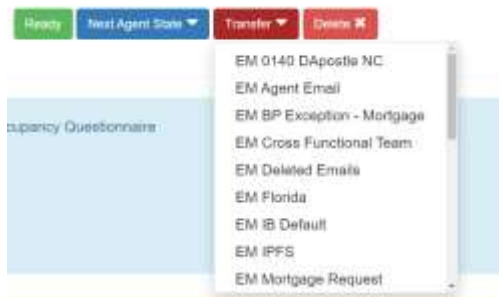 Ready Next Agent State Transfer Delete
EM 0140 DApostle NC
EM Agent Email
EM BP Exception - Mortgage
cupancy Questionnaire
EM Cross Functional Team
EM Deleted Emails
EM Florida
EM IB Default
EM IPFS
EM Mortgage Request